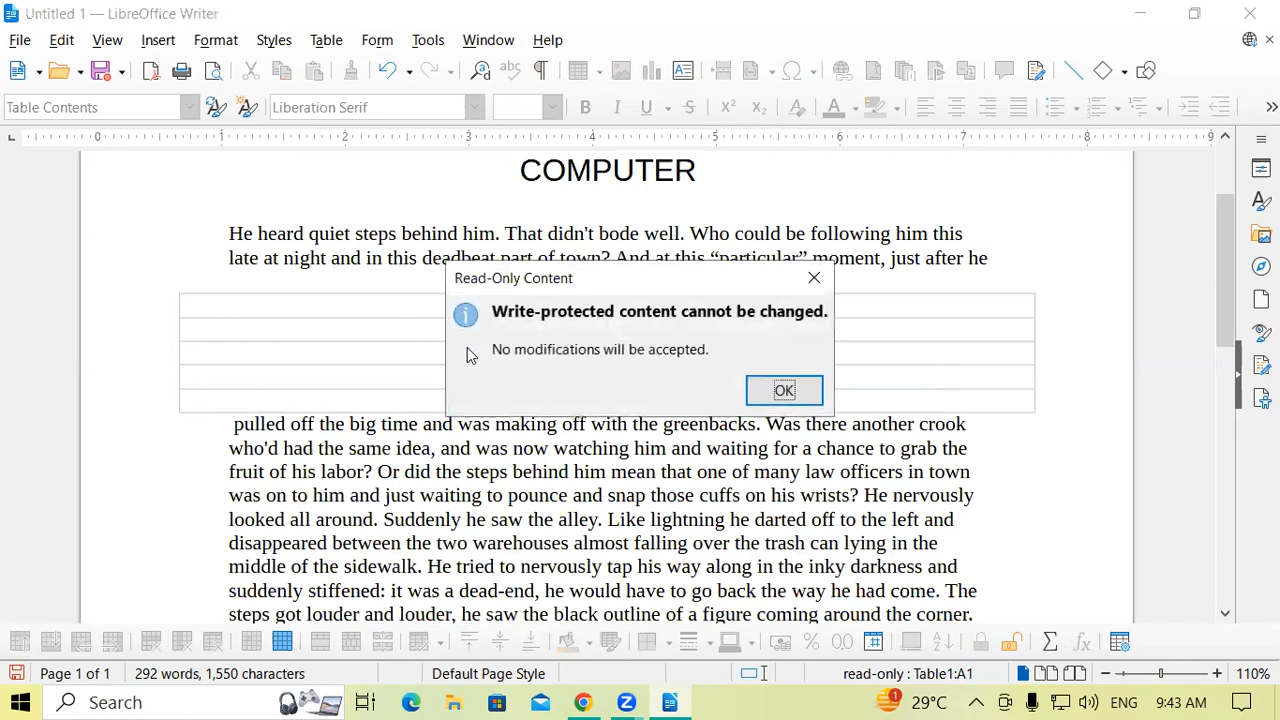 Untitled 1 — LibreOffice Writer
File Edit View Insert Format Styles Table Form Tools Window Help
Table Contents Liberation Serif
0 1 2 3 4 5 6 7 8 9
COMPUTER
He heard quiet steps behind him. That didn't bode well. Who could be following him this
late at night and in this deadbeat part of town? And at this “particular” moment, just after he
Read-Only Content
Write-protected content cannot be changed.
No modifications will be accepted.
OK
pulled off the big time and was making off with the greenbacks. Was there another crook
who'd had the same idea, and was now watching him and waiting for a chance to grab the
fruit of his labor? Or did the steps behind him mean that one of many law officers in town
was on to him and just waiting to pounce and snap those cuffs on his wrists? He nervously
looked all around. Suddenly he saw the alley. Like lightning he darted off to the left and
disappeared between the two warehouses almost falling over the trash can lying in the
middle of the sidewalk. He tried to nervously tap his way along in the inky darkness and
suddenly stiffened: it was a dead-end, he would have to go back the way he had come. The
steps got louder and louder, he saw the black outline of a figure coming around the corner.
Page 1 of 1 292 words, 1,550 characters Default Page Style read-only : Table1:A1 110%
Search 1 29°C ENG 9:43 AM